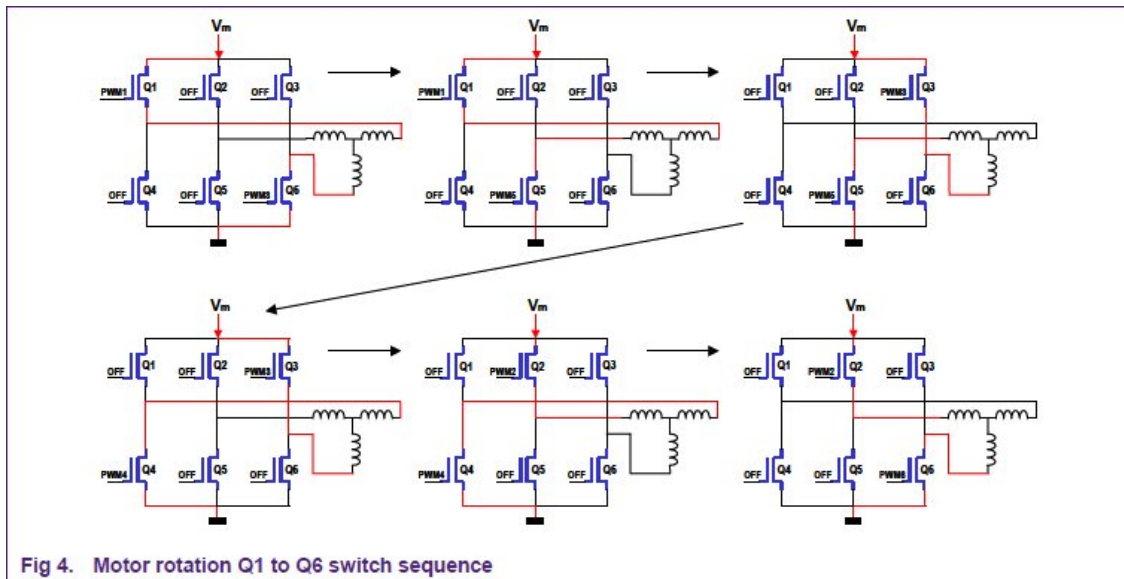 Vm Vm Vm
PWM1 Q1 OFF Q2 OFF Q3 PWM1 Q1 OFF Q2 OFF Q3 OFF Q1 OFF Q2 PWM3 Q3
OFF Q4 OFF Q5 PWM3 Q6 OFF Q4 PWM5 Q5 OFF Q6 OFF Q4 PWM5 Q5 OFF Q6
Vm Vm Vm
OFF Q1 OFF Q2 PWM3 Q3 OFF Q1 PWM2 Q2 OFF Q3 OFF Q1 PWM2 Q2 OFF Q3
PWM4 Q4 OFF Q5 OFF Q6 PWM4 Q4 OFF Q5 OFF Q6 OFF Q4 OFF Q5 PWM6 Q6
Fig 4. Motor rotation Q1 to Q6 switch sequence